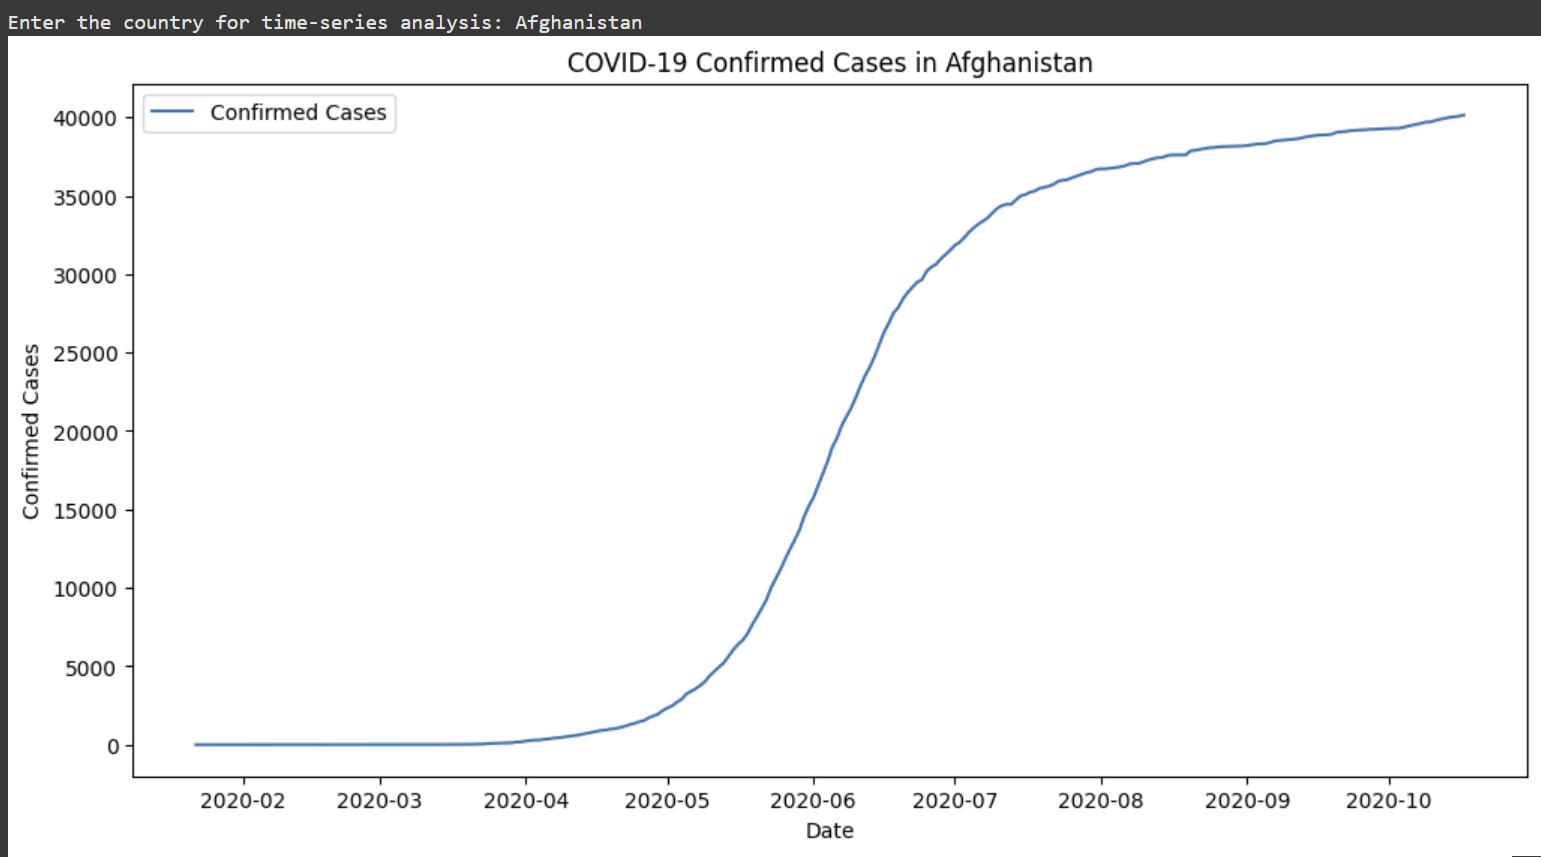 Enter the country for time-series analysis: Afghanistan
COVID-19 Confirmed Cases in Afghanistan
Confirmed Cases
40000
35000
30000
25000
20000
15000
10000
5000
0
Confirmed Cases
2020-02 2020-03 2020-04 2020-05 2020-06 2020-07 2020-08 2020-09 2020-10
Date